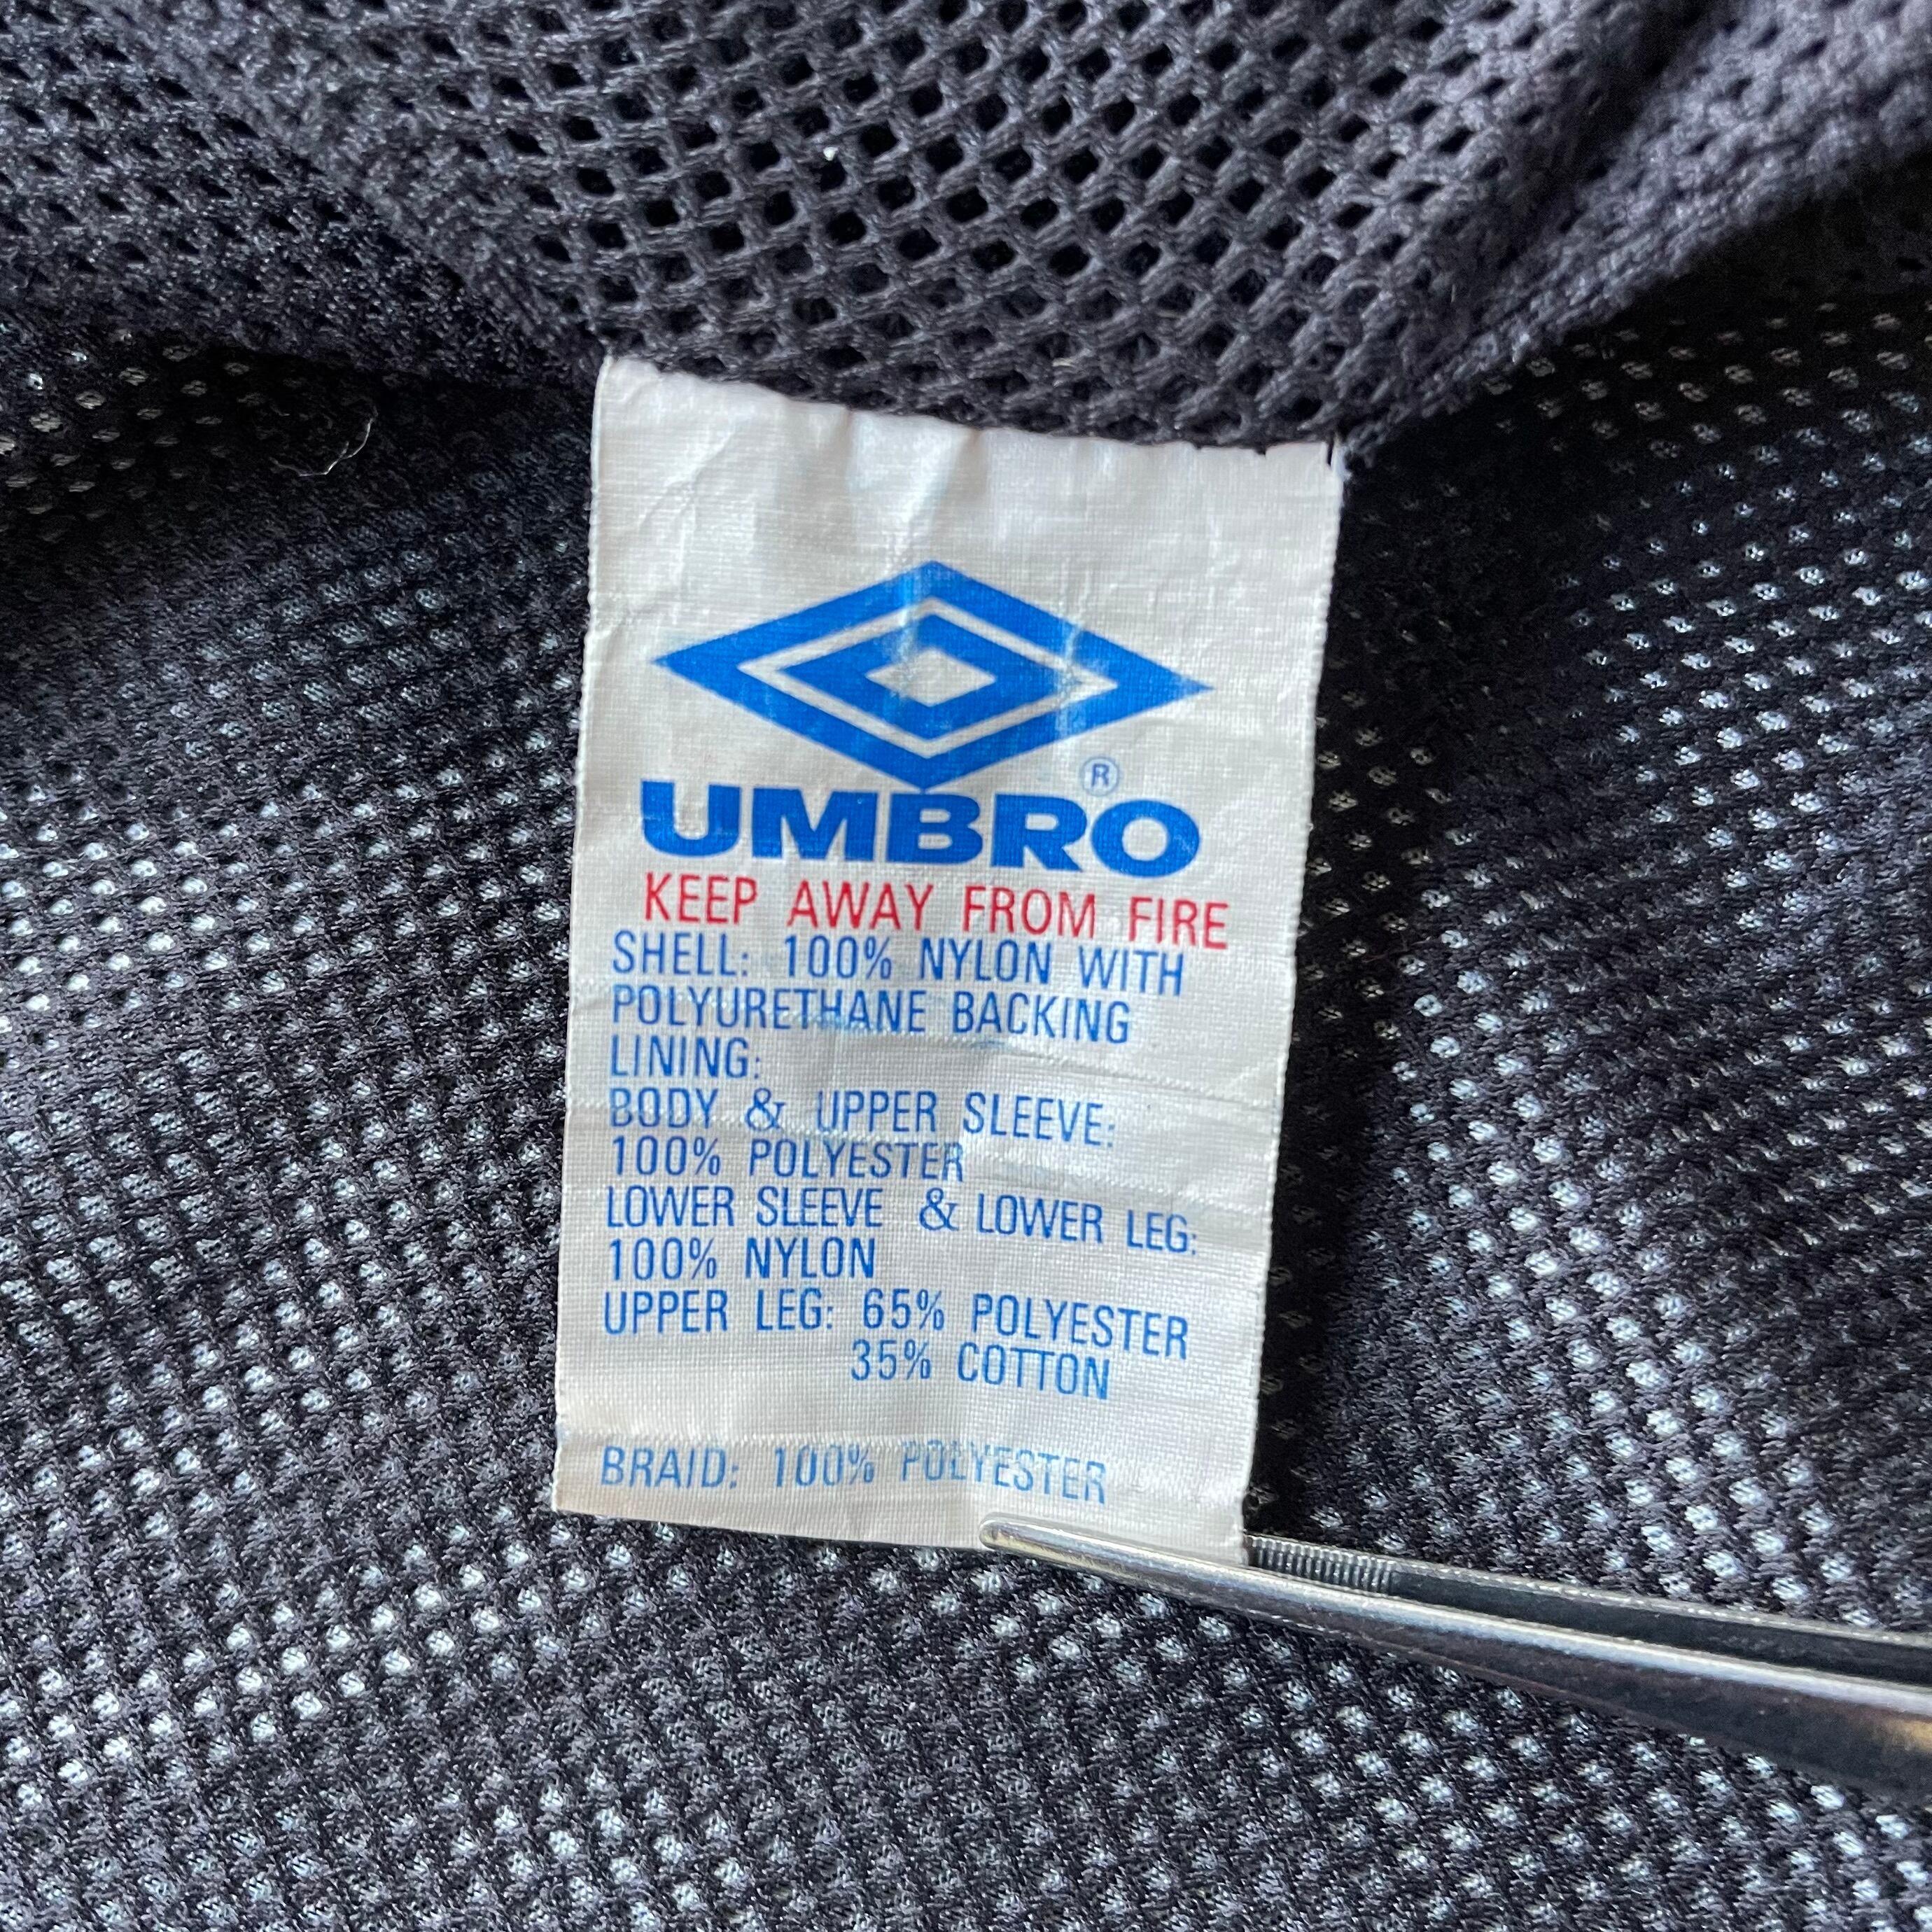 ®
UMBRO
KEEP AWAY FROM FIRE
SHELL: 100% NYLON WITH
POLYURETHANE BACKING
LINING:
BODY & UPPER SLEEVE:
100% POLYESTER
LOWER SLEEVE & LOWER LEG:
100% NYLON
UPPER LEG: 65% POLYESTER
35% COTTON
BRAID: 100% POLYESTER